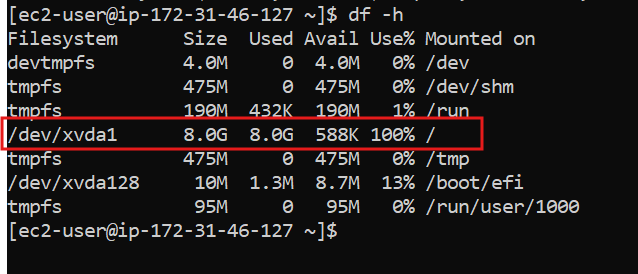 [ec2-user@ip-172-31-46-127 ~]$ df -h
Filesystem      Size  Used Avail Use% Mounted on
devtmpfs        4.0M     0  4.0M   0% /dev
tmpfs           475M     0  475M   0% /dev/shm
tmpfs           190M  432K  190M   1% /run
/dev/xvda1      8.0G  8.0G  588K 100% /
tmpfs           475M     0  475M   0% /tmp
/dev/xvda128     10M  1.3M  8.7M  13% /boot/efi
tmpfs            95M     0   95M   0% /run/user/1000
[ec2-user@ip-172-31-46-127 ~]$